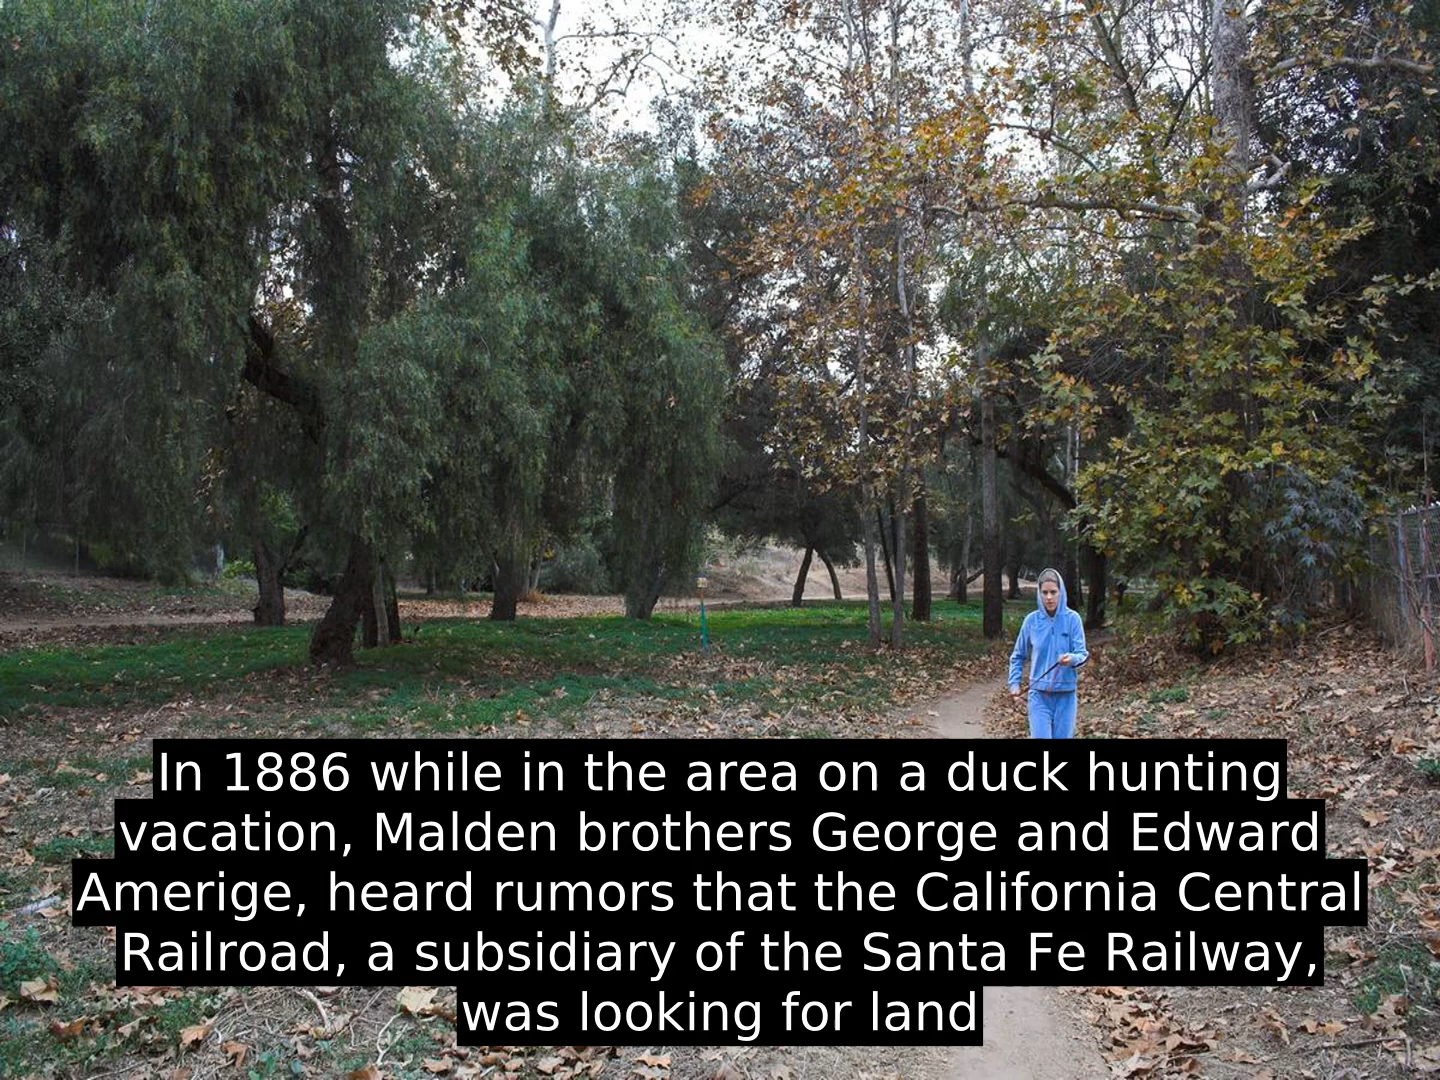 In 1886 while in the area on a duck hunting
vacation, Malden brothers George and Edward
Amerige, heard rumors that the California Central
Railroad, a subsidiary of the Santa Fe Railway,
was looking for land